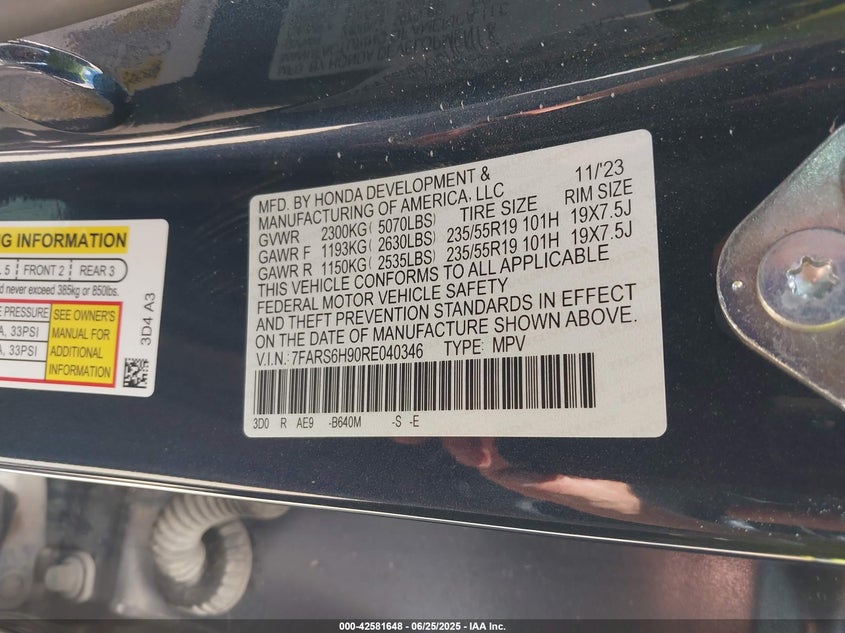 MFD. BY HONDA DEVELOPMENT & 11/'23
MANUFACTURING OF AMERICA, LLC
TIRE SIZE RIM SIZE
GVWR 2300KG( 5070LBS)
GAWR F 1193KG( 2630LBS) 235/55R19 101H 19X7.5J
GAWR R 1150KG( 2535LBS) 235/55R19 101H 19X7.5J
THIS VEHICLE CONFORMS TO ALL APPLICABLE
FEDERAL MOTOR VEHICLE SAFETY
AND THEFT PREVENTION STANDARDS IN EFFECT
ON THE DATE OF MANUFACTURE SHOWN ABOVE.
V.I.N: 7FARS6H90RE040346 TYPE: MPV
3D0 R AE9 -B640M -S -E
INFORMATION
5 FRONT 2 REAR 3
never exceed 385kg or 850lbs.
PRESSURE SEE OWNER'S
33PSI MANUAL FOR
33PSI ADDITIONAL
INFORMATION
3D4 A3
000-42581648 - 06/25/2025 - IAA Inc.